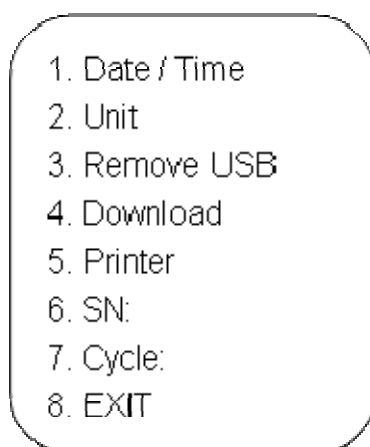 1. Date / Time
2. Unit
3. Remove USB
4. Download
5. Printer
6. SN:
7. Cycle:
8. EXIT